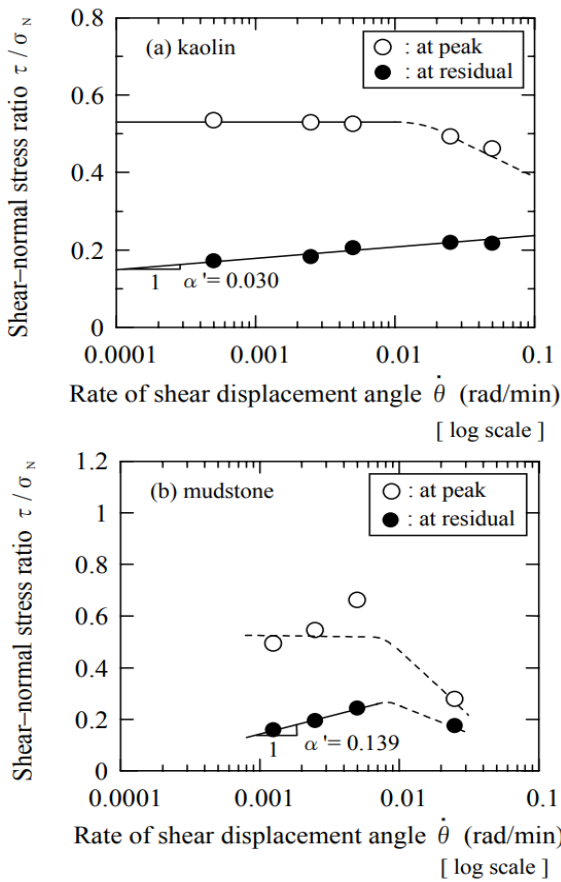 (a) kaolin
○ : at peak
● : at residual
Shear–normal stress ratio τ / σN
0.8
0.6
0.4
0.2
0
1 α'= 0.030
0.0001 0.001 0.01 0.1
Rate of shear displacement angle θ̇ (rad/min)
[ log scale ]
(b) mudstone
○ : at peak
● : at residual
Shear–normal stress ratio τ / σN
1.2
1
0.8
0.6
0.4
0.2
0
1 α'= 0.139
0.0001 0.001 0.01 0.1
Rate of shear displacement angle θ̇ (rad/min)
[ log scale ]